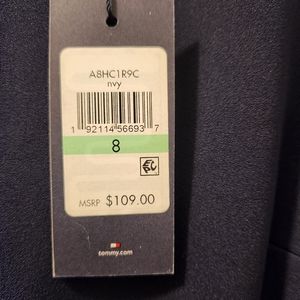 A8HC1R9C
nvy
1 92114 56693 7
8
MSRP $109.00
tommy.com